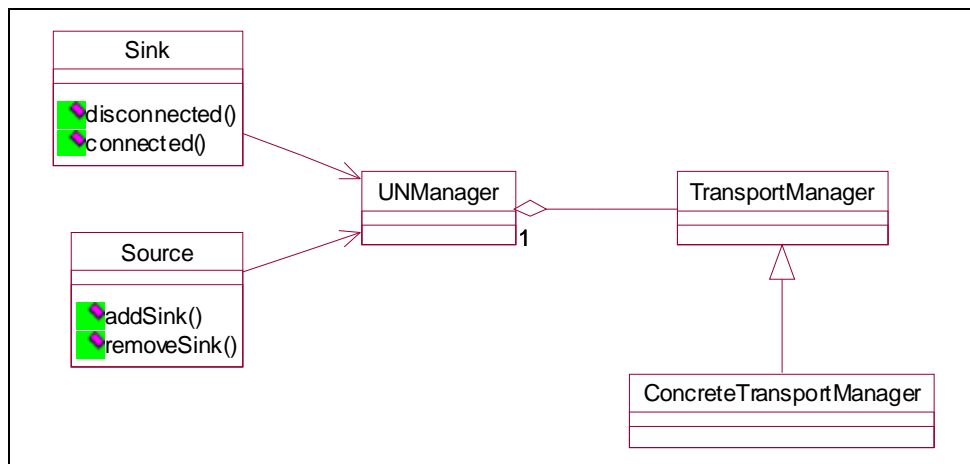 Sink
disconnected()
connected()
UNManager
TransportManager
1
Source
addSink()
removeSink()
ConcreteTransportManager